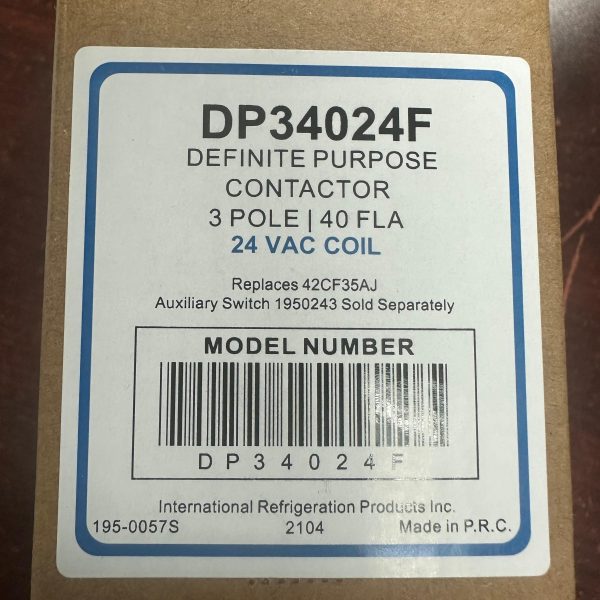 DP34024F
DEFINITE PURPOSE
CONTACTOR
3 POLE | 40 FLA
24 VAC COIL
Replaces 42CF35AJ
Auxiliary Switch 1950243 Sold Separately
MODEL NUMBER
DP34024F
International Refrigeration Products Inc.
195-0057S 2104 Made in P.R.C.